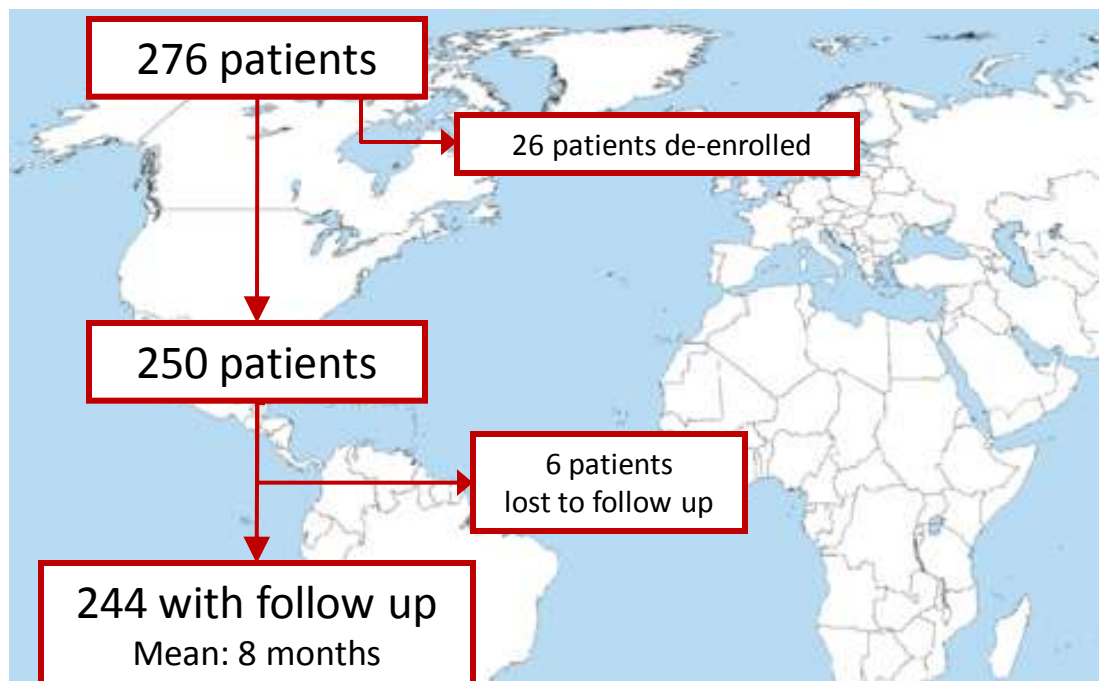 276 patients
26 patients de-enrolled
250 patients
6 patients
lost to follow up
244 with follow up
Mean: 8 months